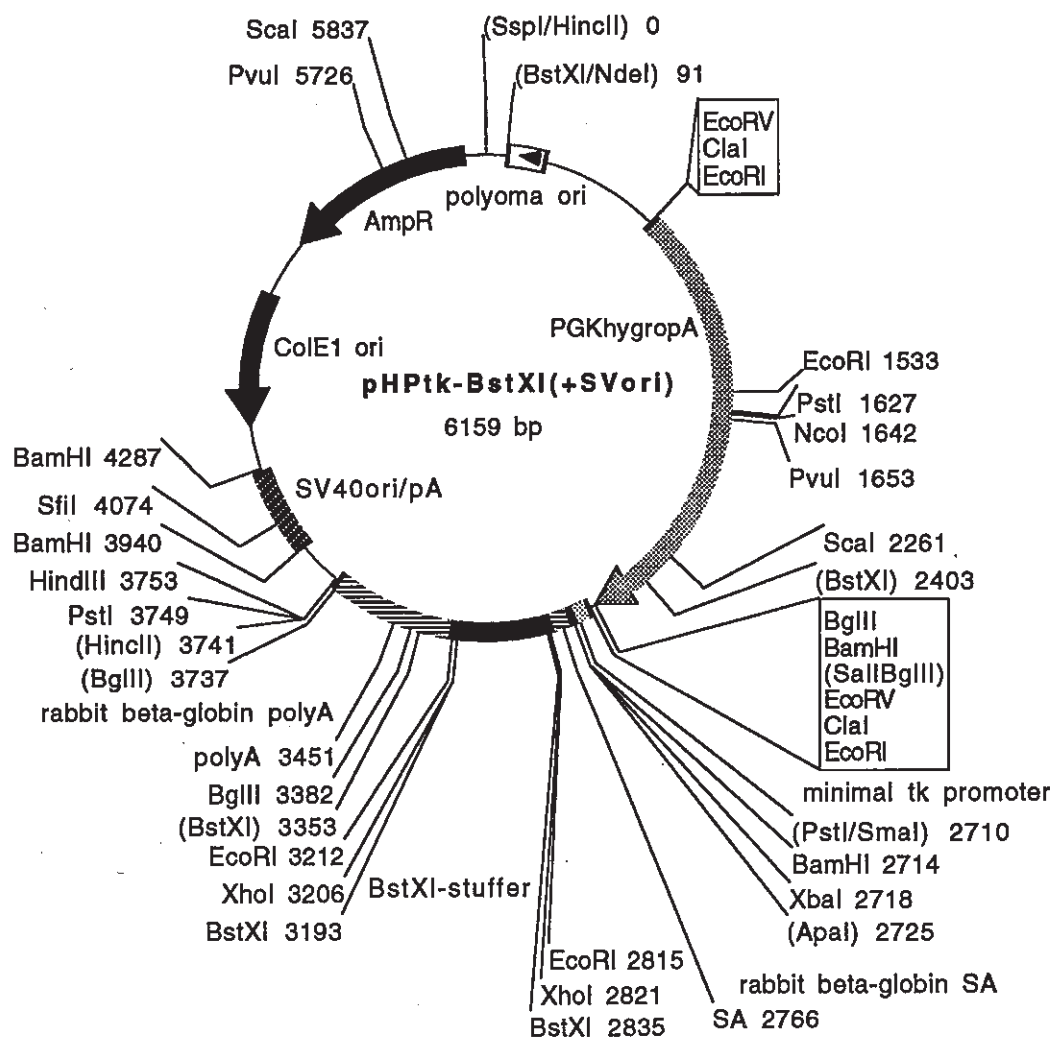 (SspI/HincII) 0
ScaI 5837
(BstXI/NdeI) 91
PvuI 5726
EcoRV
ClaI
EcoRI
polyoma ori
AmpR
PGKhygropA
ColE1 ori
pHPtk-BstXI(+SVori)
6159 bp
EcoRI 1533
PstI 1627
NcoI 1642
PvuI 1653
BamHI 4287
SV40ori/pA
SfiI 4074
BamHI 3940
HindIII 3753
PstI 3749
(HincII) 3741
(BglII) 3737
rabbit beta-globin polyA
polyA 3451
BglII 3382
(BstXI) 3353
EcoRI 3212
XhoI 3206
BstXI 3193
BstXI-stuffer
ScaI 2261
(BstXI) 2403
BglII
BamHI
(SalIBglII)
EcoRV
ClaI
EcoRI
minimal tk promoter
(PstI/SmaI) 2710
BamHI 2714
XbaI 2718
(ApaI) 2725
EcoRI 2815
XhoI 2821
BstXI 2835
rabbit beta-globin SA
SA 2766